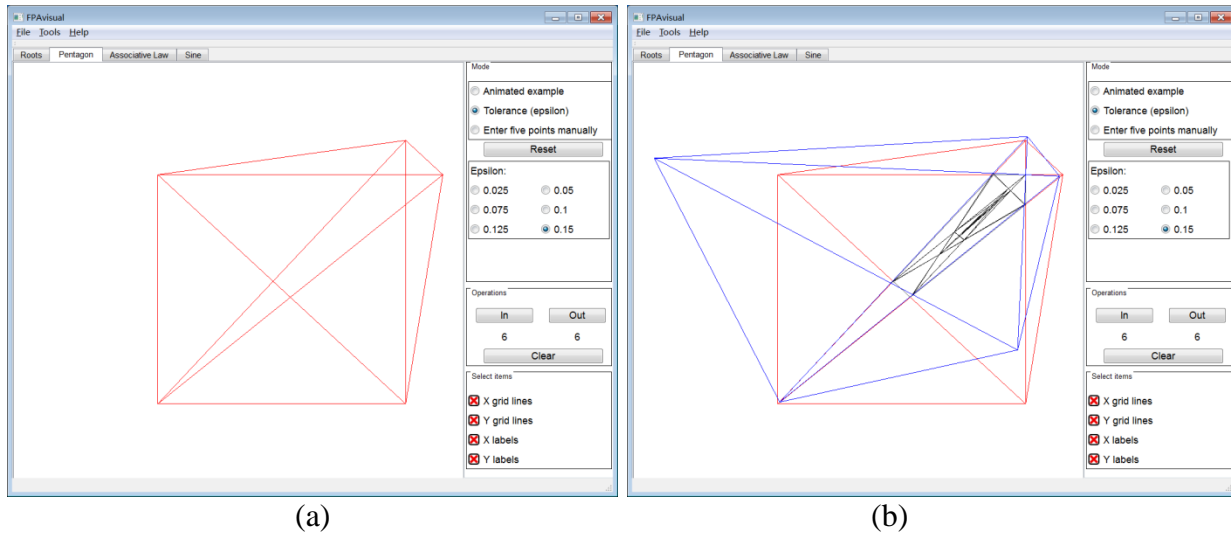 FPAvisual
File Tools Help
Roots Pentagon Associative Law Sine
Mode
Animated example
Tolerance (epsilon)
Enter five points manually
Reset
Epsilon:
0.025 0.05
0.075 0.1
0.125 0.15
Operations
In Out
6 6
Clear
Select items
X grid lines
Y grid lines
X labels
Y labels
(a)
FPAvisual
File Tools Help
Roots Pentagon Associative Law Sine
Mode
Animated example
Tolerance (epsilon)
Enter five points manually
Reset
Epsilon:
0.025 0.05
0.075 0.1
0.125 0.15
Operations
In Out
6 6
Clear
Select items
X grid lines
Y grid lines
X labels
Y labels
(b)